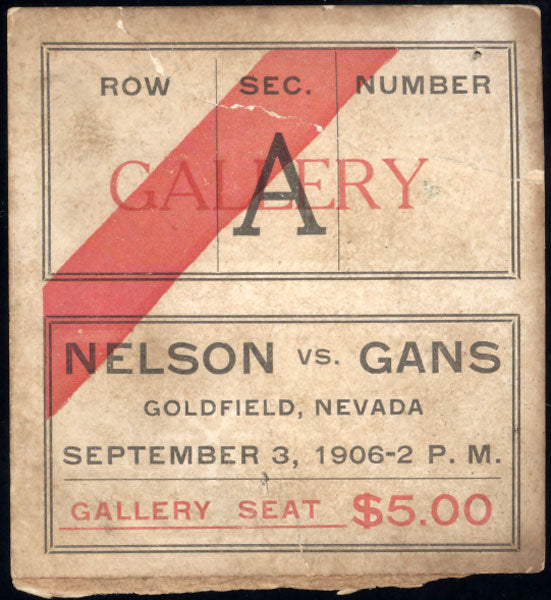 ROW SEC. NUMBER
GALLERY
A
NELSON VS. GANS
GOLDFIELD, NEVADA
SEPTEMBER 3, 1906-2 P. M.
GALLERY SEAT $5.00